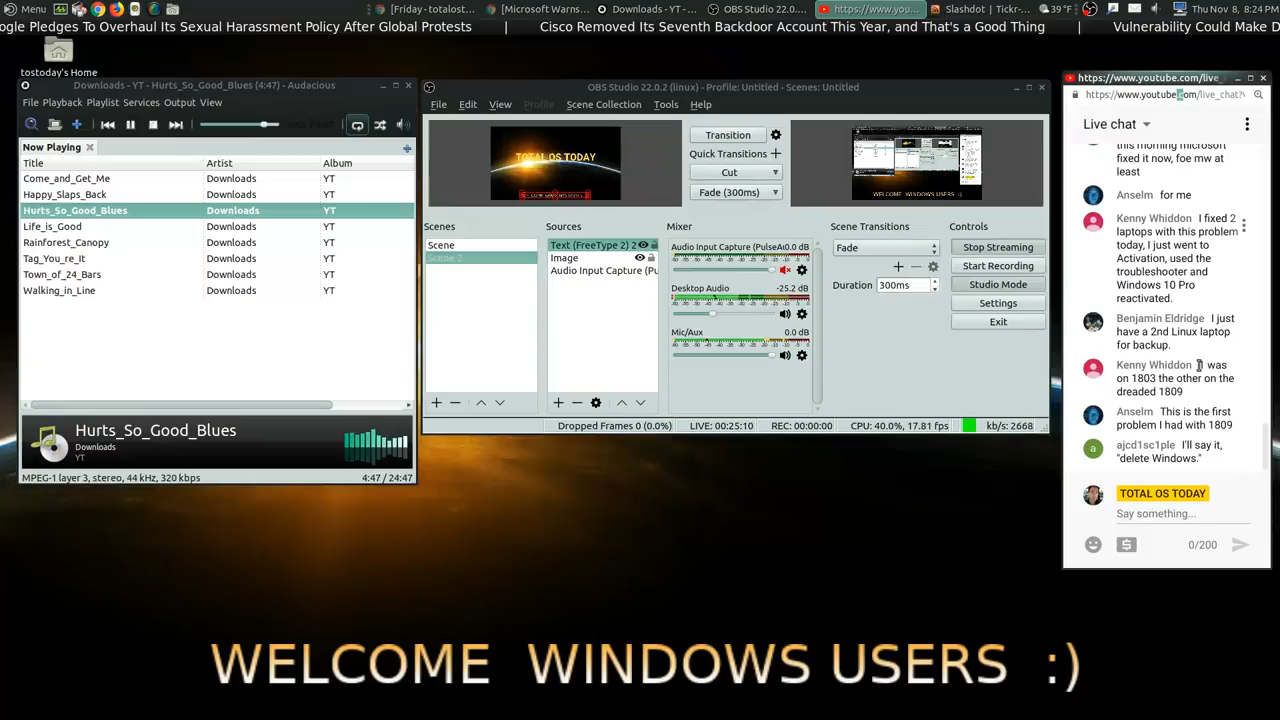 Menu
[Friday - totalost...
[Microsoft Warns...
Downloads - YT - ...
OBS Studio 22.0....
https://www.you...
Slashdot - Tickr-...
39 °F
Thu Nov 8, 8:24 PM
ogle Pledges To Overhaul Its Sexual Harassment Policy After Global Protests | Cisco Removed Its Seventh Backdoor Account This Year, and That's a Good Thing | Vulnerability Could Make D
tostoday's Home
Downloads - YT - Hurts_So_Good_Blues (4:47) - Audacious
File Playback Playlist Services Output View
Now Playing
Title Artist Album
Come_and_Get_Me Downloads YT
Happy_Slaps_Back Downloads YT
Hurts_So_Good_Blues Downloads YT
Life_is_Good Downloads YT
Rainforest_Canopy Downloads YT
Tag_You_re_It Downloads YT
Town_of_24_Bars Downloads YT
Walking_in_Line Downloads YT
Hurts_So_Good_Blues
Downloads
YT
MPEG-1 layer 3, stereo, 44 kHz, 320 kbps 4:47 / 24:47
OBS Studio 22.0.2 (linux) - Profile: Untitled - Scenes: Untitled
File Edit View Profile Scene Collection Tools Help
TOTAL OS TODAY
Transition
Quick Transitions
Cut
Fade (300ms)
WELCOME WINDOWS USERS :)
Scenes
Scene
Scene 2
Sources
Text (FreeType 2) 2
Image
Audio Input Capture (Pu
Mixer
Audio Input Capture (PulseAu 0.0 dB
Desktop Audio -25.2 dB
Mic/Aux 0.0 dB
Scene Transitions
Fade
Duration 300ms
Controls
Stop Streaming
Start Recording
Studio Mode
Settings
Exit
Dropped Frames 0 (0.0%) LIVE: 00:25:10 REC: 00:00:00 CPU: 40.0%, 17.81 fps kb/s: 2668
https://www.youtube.com/live_
https://www.youtube.com/live_chat?v
Live chat
this morning microsoft
fixed it now, foe mw at
least
Anselm for me
Kenny Whiddon I fixed 2
laptops with this problem
today, I just went to
Activation, used the
troubleshooter and
Windows 10 Pro
reactivated.
Benjamin Eldridge I just
have a 2nd Linux laptop
for backup.
Kenny Whiddon was
on 1803 the other on the
dreaded 1809
Anselm This is the first
problem I had with 1809
a
ajcd1sc1ple I'll say it,
"delete Windows."
TOTAL OS TODAY
Say something...
0/200
WELCOME WINDOWS USERS :)